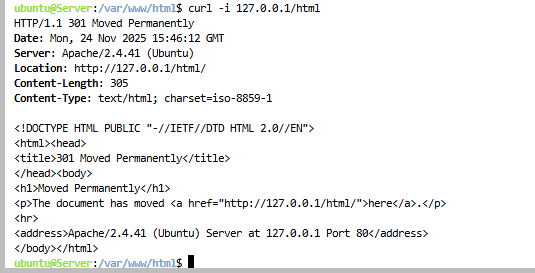 ubuntu@Server:/var/www/html$ curl -i 127.0.0.1/html
HTTP/1.1 301 Moved Permanently
Date: Mon, 24 Nov 2025 15:46:12 GMT
Server: Apache/2.4.41 (Ubuntu)
Location: http://127.0.0.1/html/
Content-Length: 305
Content-Type: text/html; charset=iso-8859-1

<!DOCTYPE HTML PUBLIC "-//IETF//DTD HTML 2.0//EN">
<html><head>
<title>301 Moved Permanently</title>
</head><body>
<h1>Moved Permanently</h1>
<p>The document has moved <a href="http://127.0.0.1/html/">here</a>.</p>
<hr>
<address>Apache/2.4.41 (Ubuntu) Server at 127.0.0.1 Port 80</address>
</body></html>
ubuntu@Server:/var/www/html$